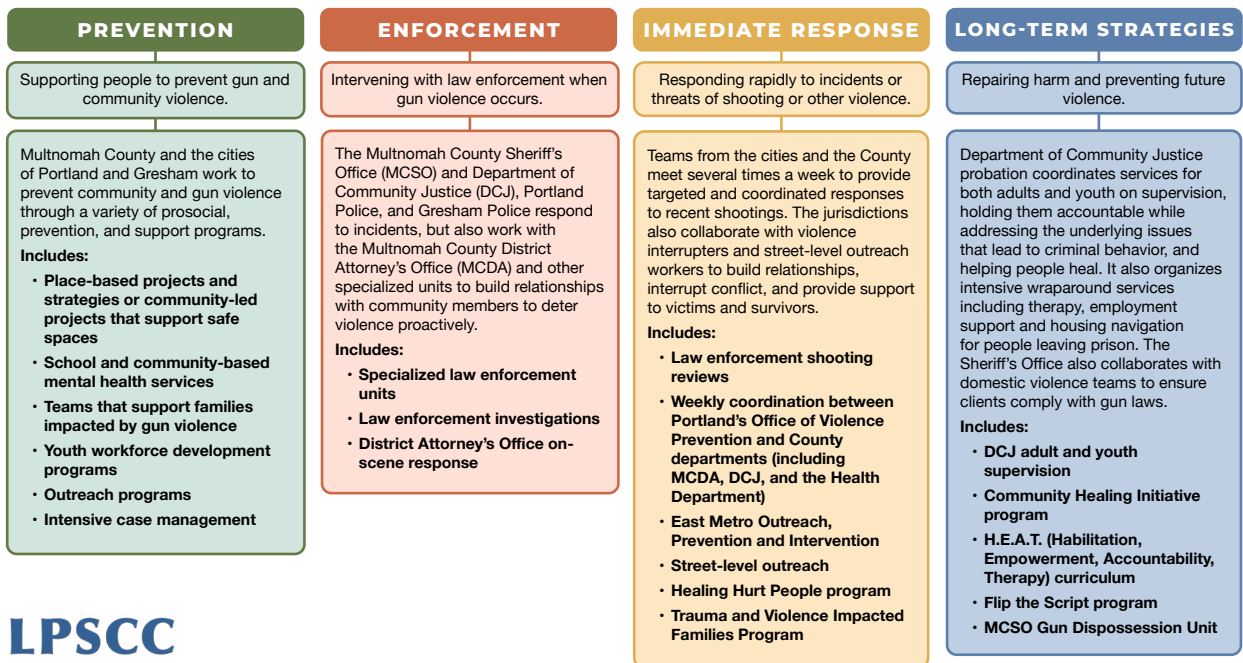 PREVENTION
Supporting people to prevent gun and
community violence.
Multnomah County and the cities
of Portland and Gresham work to
prevent community and gun violence
through a variety of prosocial,
prevention, and support programs.
Includes:
• Place-based projects and
strategies or community-led
projects that support safe
spaces
• School and community-based
mental health services
• Teams that support families
impacted by gun violence
• Youth workforce development
programs
• Outreach programs
• Intensive case management
ENFORCEMENT
Intervening with law enforcement when
gun violence occurs.
The Multnomah County Sheriff's
Office (MCSO) and Department of
Community Justice (DCJ), Portland
Police, and Gresham Police respond
to incidents, but also work with
the Multnomah County District
Attorney's Office (MCDA) and other
specialized units to build relationships
with community members to deter
violence proactively.
Includes:
• Specialized law enforcement
units
• Law enforcement investigations
• District Attorney's Office on-
scene response
IMMEDIATE RESPONSE
Responding rapidly to incidents or
threats of shooting or other violence.
Teams from the cities and the County
meet several times a week to provide
targeted and coordinated responses
to recent shootings. The jurisdictions
also collaborate with violence
interrupters and street-level outreach
workers to build relationships,
interrupt conflict, and provide support
to victims and survivors.
Includes:
• Law enforcement shooting
reviews
• Weekly coordination between
Portland's Office of Violence
Prevention and County
departments (including
MCDA, DCJ, and the Health
Department)
• East Metro Outreach,
Prevention and Intervention
• Street-level outreach
• Healing Hurt People program
• Trauma and Violence Impacted
Families Program
LONG-TERM STRATEGIES
Repairing harm and preventing future
violence.
Department of Community Justice
probation coordinates services for
both adults and youth on supervision,
holding them accountable while
addressing the underlying issues
that lead to criminal behavior, and
helping people heal. It also organizes
intensive wraparound services
including therapy, employment
support and housing navigation
for people leaving prison. The
Sheriff's Office also collaborates with
domestic violence teams to ensure
clients comply with gun laws.
Includes:
• DCJ adult and youth
supervision
• Community Healing Initiative
program
• H.E.A.T. (Habilitation,
Empowerment, Accountability,
Therapy) curriculum
• Flip the Script program
• MCSO Gun Dispossession Unit
LPSCC